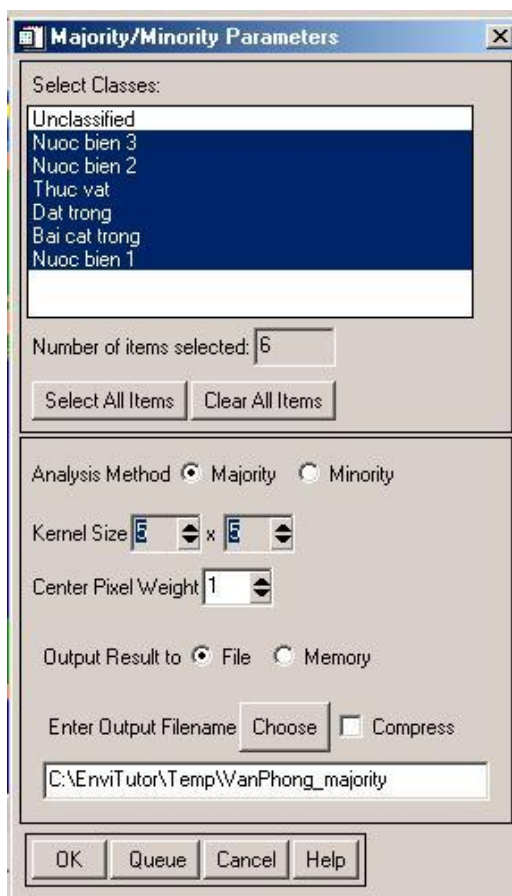 Majority/Minority Parameters
Select Classes:
Unclassified
Nuoc bien 3
Nuoc bien 2
Thuc vat
Dat trong
Bai cat trong
Nuoc bien 1
Number of items selected: 6
Select All Items Clear All Items
Analysis Method Majority Minority
Kernel Size 5 x 5
Center Pixel Weight 1
Output Result to File Memory
Enter Output Filename Choose Compress
C:\EnviTutor\Temp\VanPhong_majority
OK Queue Cancel Help